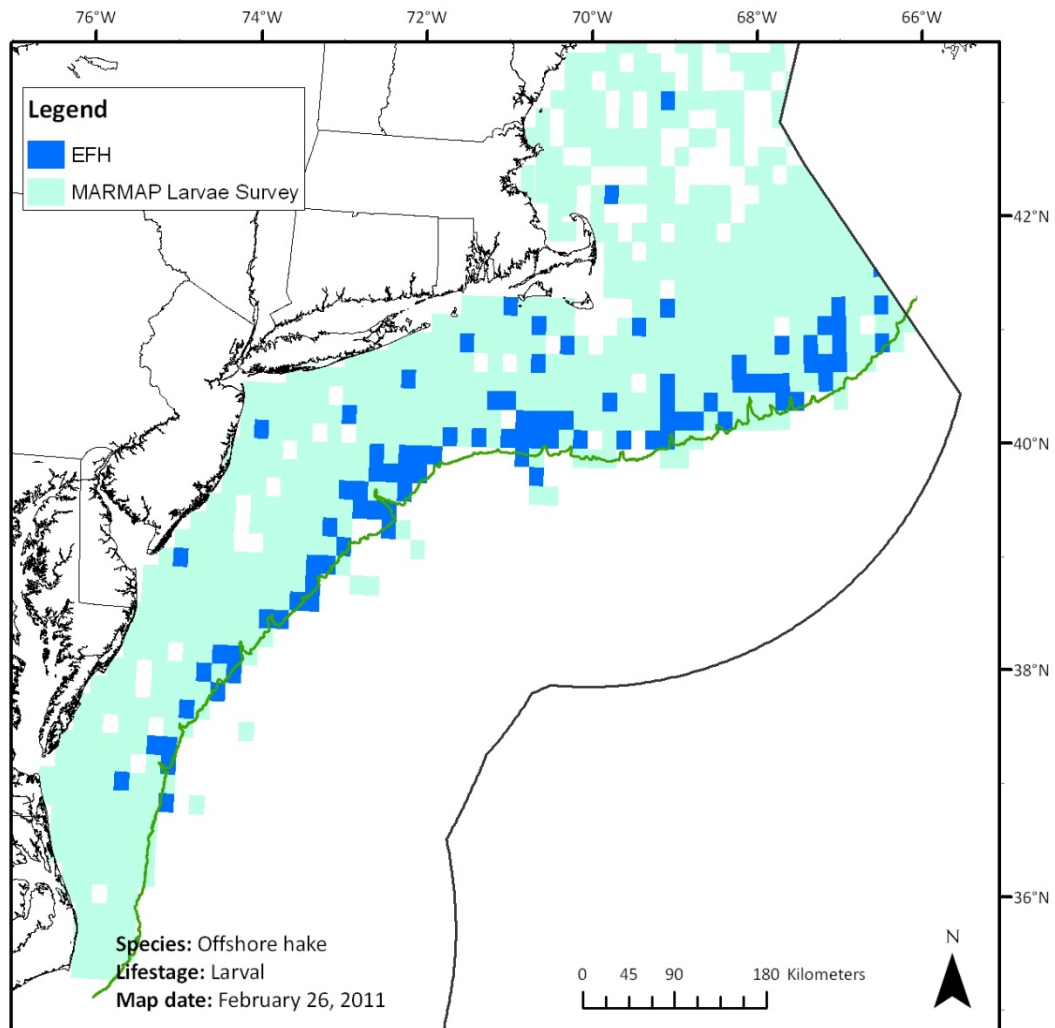 76°W 74°W 72°W 70°W 68°W 66°W
Legend
EFH
MARMAP Larvae Survey
42°N
40°N
38°N
36°N
Species: Offshore hake
Lifestage: Larval
Map date: February 26, 2011
0 45 90 180 Kilometers
N